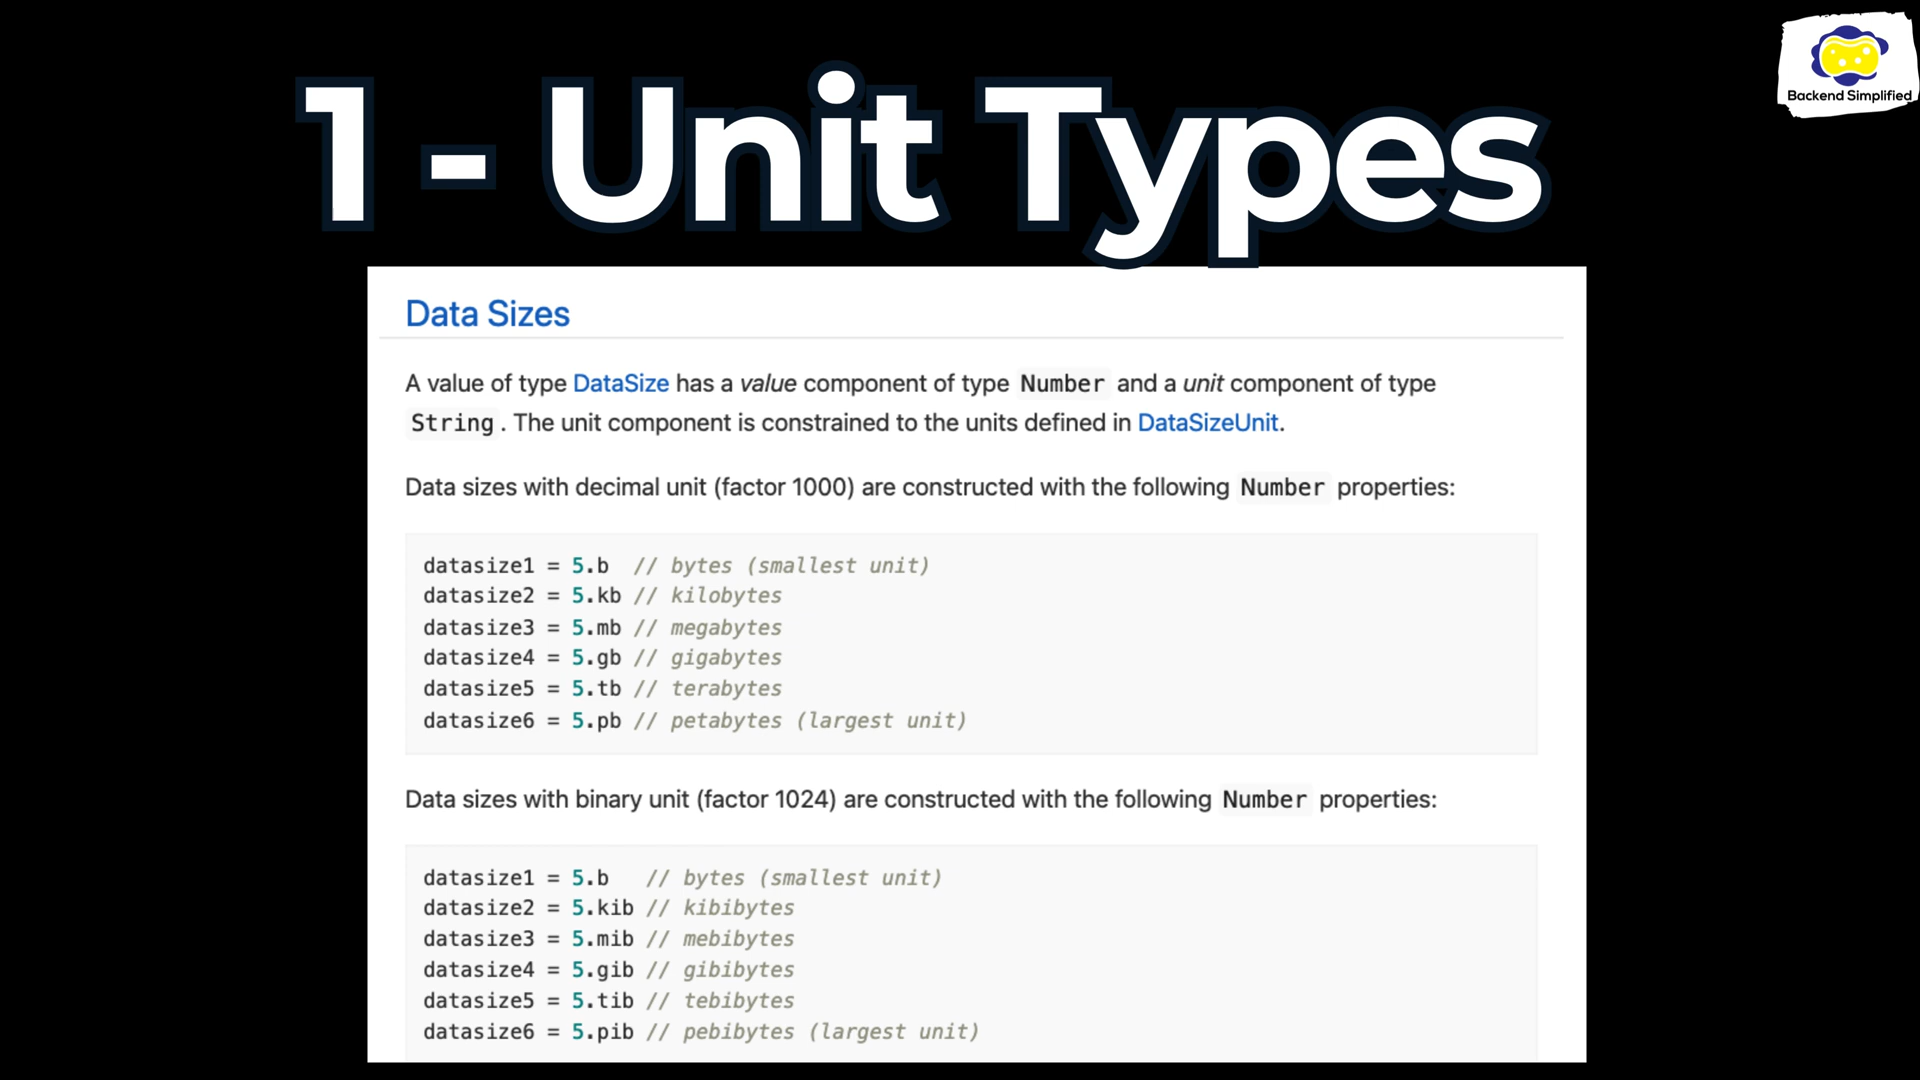 1 - Unit Types
Backend Simplified
Data Sizes
A value of type DataSize has a value component of type Number and a unit component of type
String. The unit component is constrained to the units defined in DataSizeUnit.
Data sizes with decimal unit (factor 1000) are constructed with the following Number properties:
datasize1 = 5.b  // bytes (smallest unit)
datasize2 = 5.kb // kilobytes
datasize3 = 5.mb // megabytes
datasize4 = 5.gb // gigabytes
datasize5 = 5.tb // terabytes
datasize6 = 5.pb // petabytes (largest unit)
Data sizes with binary unit (factor 1024) are constructed with the following Number properties:
datasize1 = 5.b   // bytes (smallest unit)
datasize2 = 5.kib // kibibytes
datasize3 = 5.mib // mebibytes
datasize4 = 5.gib // gibibytes
datasize5 = 5.tib // tebibytes
datasize6 = 5.pib // pebibytes (largest unit)